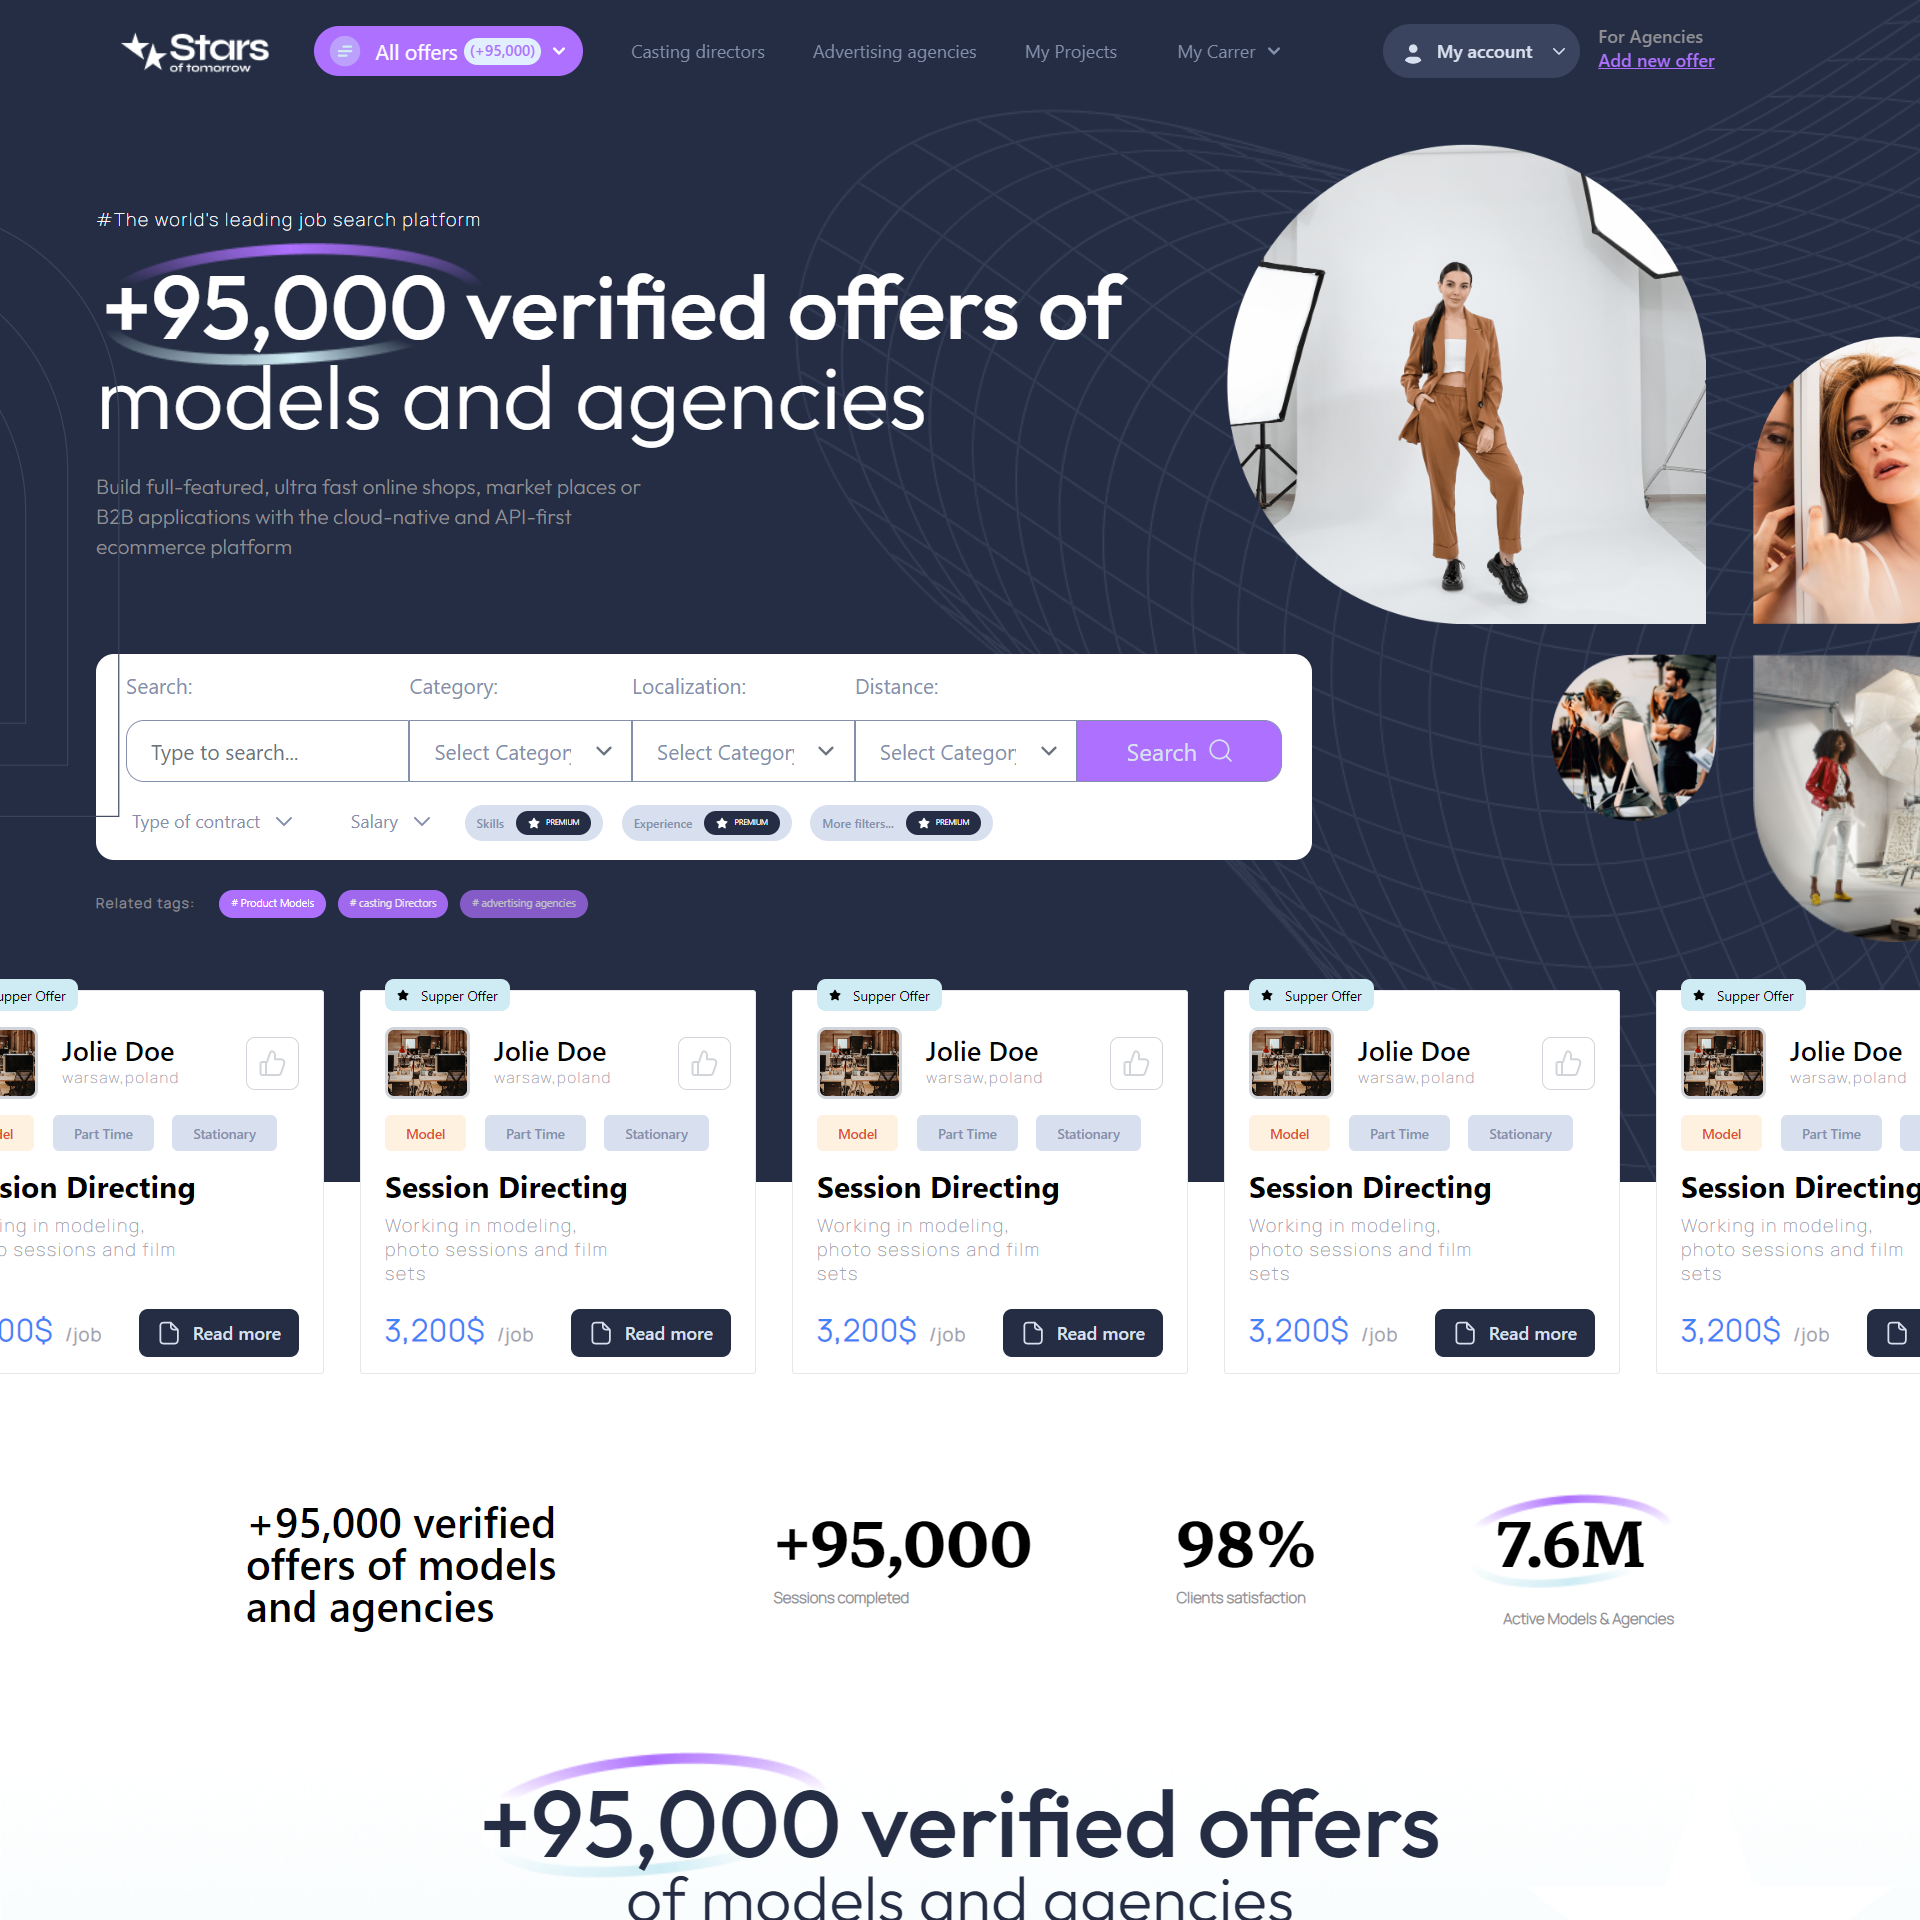 Stars
of tomorrow
All offers (+95,000)
Casting directors
Advertising agencies
My Projects
My Carrer
My account
For Agencies
Add new offer
#The world's leading job search platform
+95,000 verified offers of
models and agencies
Build full-featured, ultra fast online shops, market places or
B2B applications with the cloud-native and API-first
ecommerce platform
Search:
Category:
Localization:
Distance:
Type to search...
Select Categor
Select Categor
Select Categor
Search
Type of contract
Salary
Skills PREMIUM
Experience PREMIUM
More filters... PREMIUM
Related tags:
# Product Models
# casting Directors
# advertising agencies
upper Offer
Jolie Doe
warsaw,poland
el
Part Time
Stationary
sion Directing
ing in modeling,
o sessions and film
00$ /job
Read more
Supper Offer
Jolie Doe
warsaw,poland
Model
Part Time
Stationary
Session Directing
Working in modeling,
photo sessions and film
sets
3,200$ /job
Read more
Supper Offer
Jolie Doe
warsaw,poland
Model
Part Time
Stationary
Session Directing
Working in modeling,
photo sessions and film
sets
3,200$ /job
Read more
Supper Offer
Jolie Doe
warsaw,poland
Model
Part Time
Stationary
Session Directing
Working in modeling,
photo sessions and film
sets
3,200$ /job
Read more
Supper Offer
Jolie Doe
warsaw,poland
Model
Part Time
Session Directing
Working in modeling,
photo sessions and film
sets
3,200$ /job
+95,000 verified
offers of models
and agencies
+95,000
Sessions completed
98%
Clients satisfaction
7.6M
Active Models & Agencies
+95,000 verified offers
of models and agencies